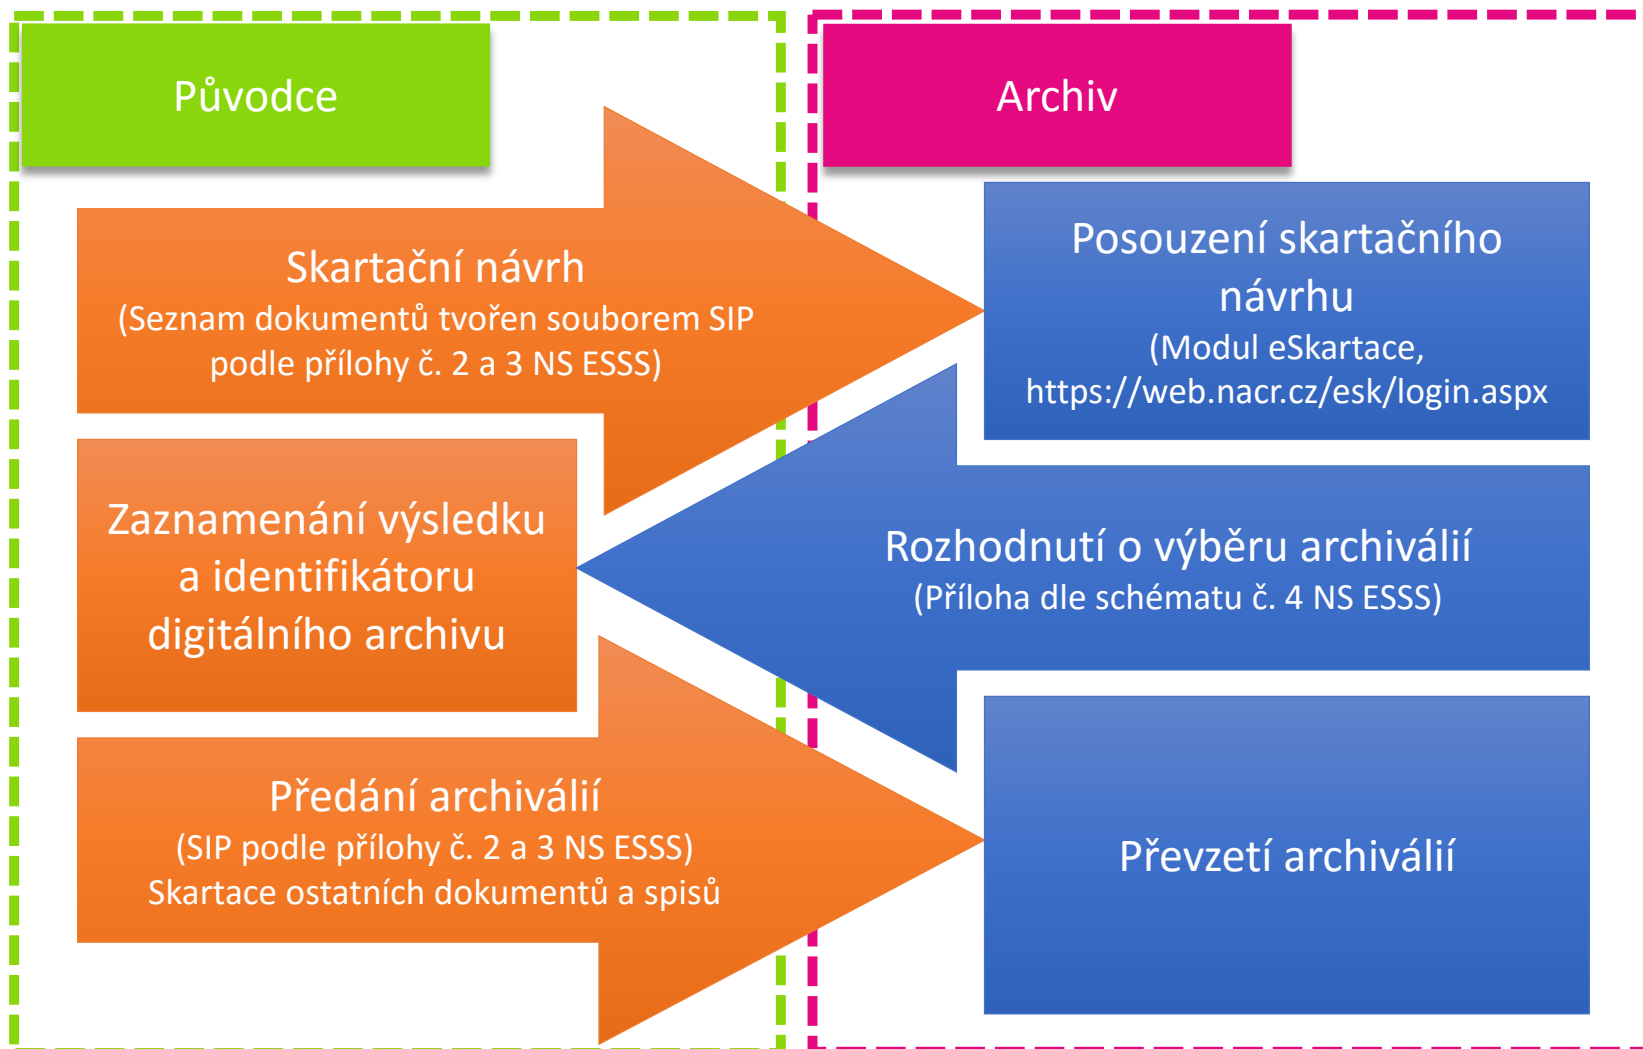 Původce
Archiv
Skartační návrh
(Seznam dokumentů tvořen souborem SIP
podle přílohy č. 2 a 3 NS ESSS)
Posouzení skartačního
návrhu
(Modul eSkartace,
https://web.nacr.cz/esk/login.aspx
Rozhodnutí o výběru archiválií
(Příloha dle schématu č. 4 NS ESSS)
Zaznamenání výsledku
a identifikátoru
digitálního archivu
Předání archiválií
(SIP podle přílohy č. 2 a 3 NS ESSS)
Skartace ostatních dokumentů a spisů
Převzetí archiválií